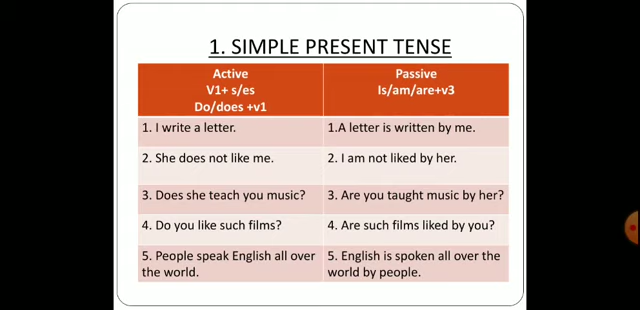 1. SIMPLE PRESENT TENSE
Active
V1+ s/es
Do/does +v1
Passive
Is/am/are+v3
1. I write a letter.
1.A letter is written by me.
2. She does not like me.
2. I am not liked by her.
3. Does she teach you music?
3. Are you taught music by her?
4. Do you like such films?
4. Are such films liked by you?
5. People speak English all over
the world.
5. English is spoken all over the
world by people.